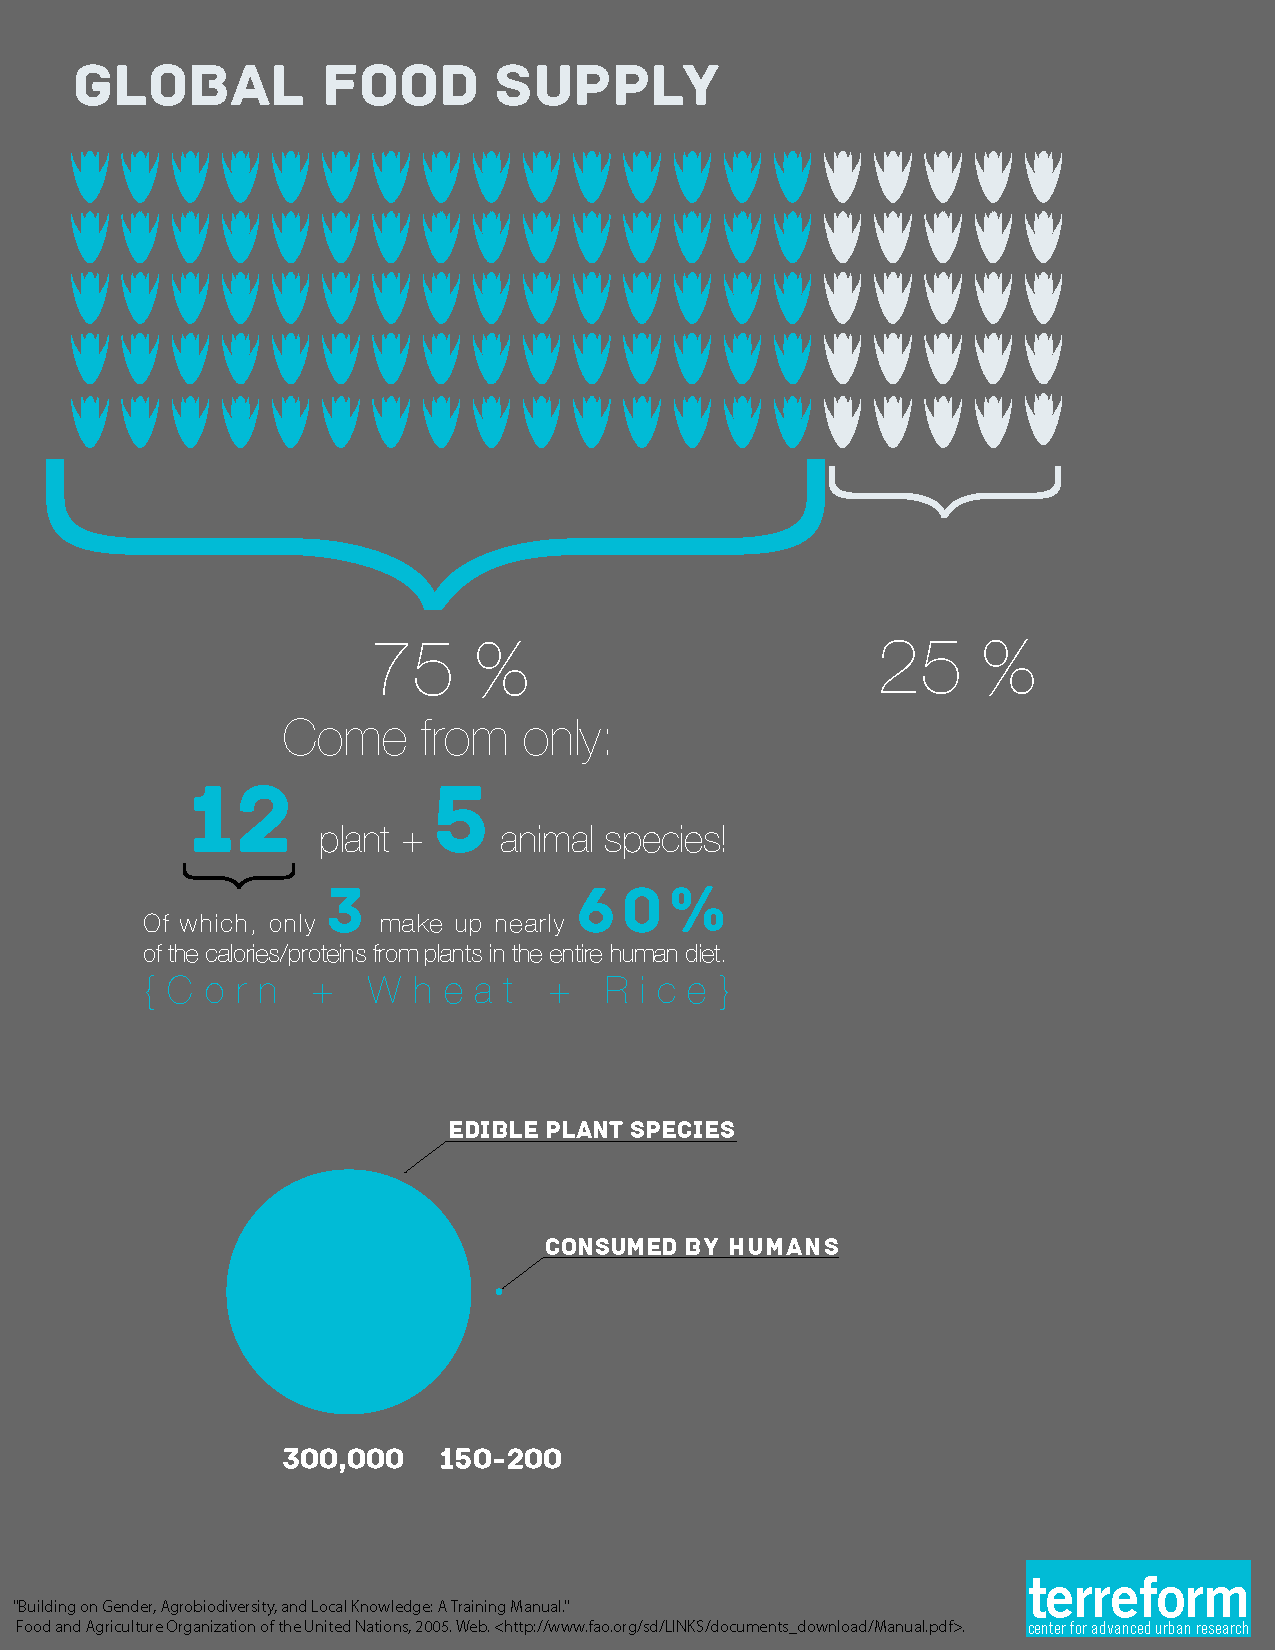 GLOBAL FOOD SUPPLY
75 %
25 %
Come from only:
12 plant + 5 animal species!
Of which, only 3 make up nearly 60%
of the calories/proteins from plants in the entire human diet.
{Corn + Wheat + Rice}
EDIBLE PLANT SPECIES
CONSUMED BY HUMANS
300,000
150-200
"Building on Gender, Agrobiodiversity, and Local Knowledge: A Training Manual."
Food and Agriculture Organization of the United Nations, 2005. Web. <http://www.fao.org/sd/LINKS/documents_download/Manual.pdf>.
terreform
center for advanced urban research